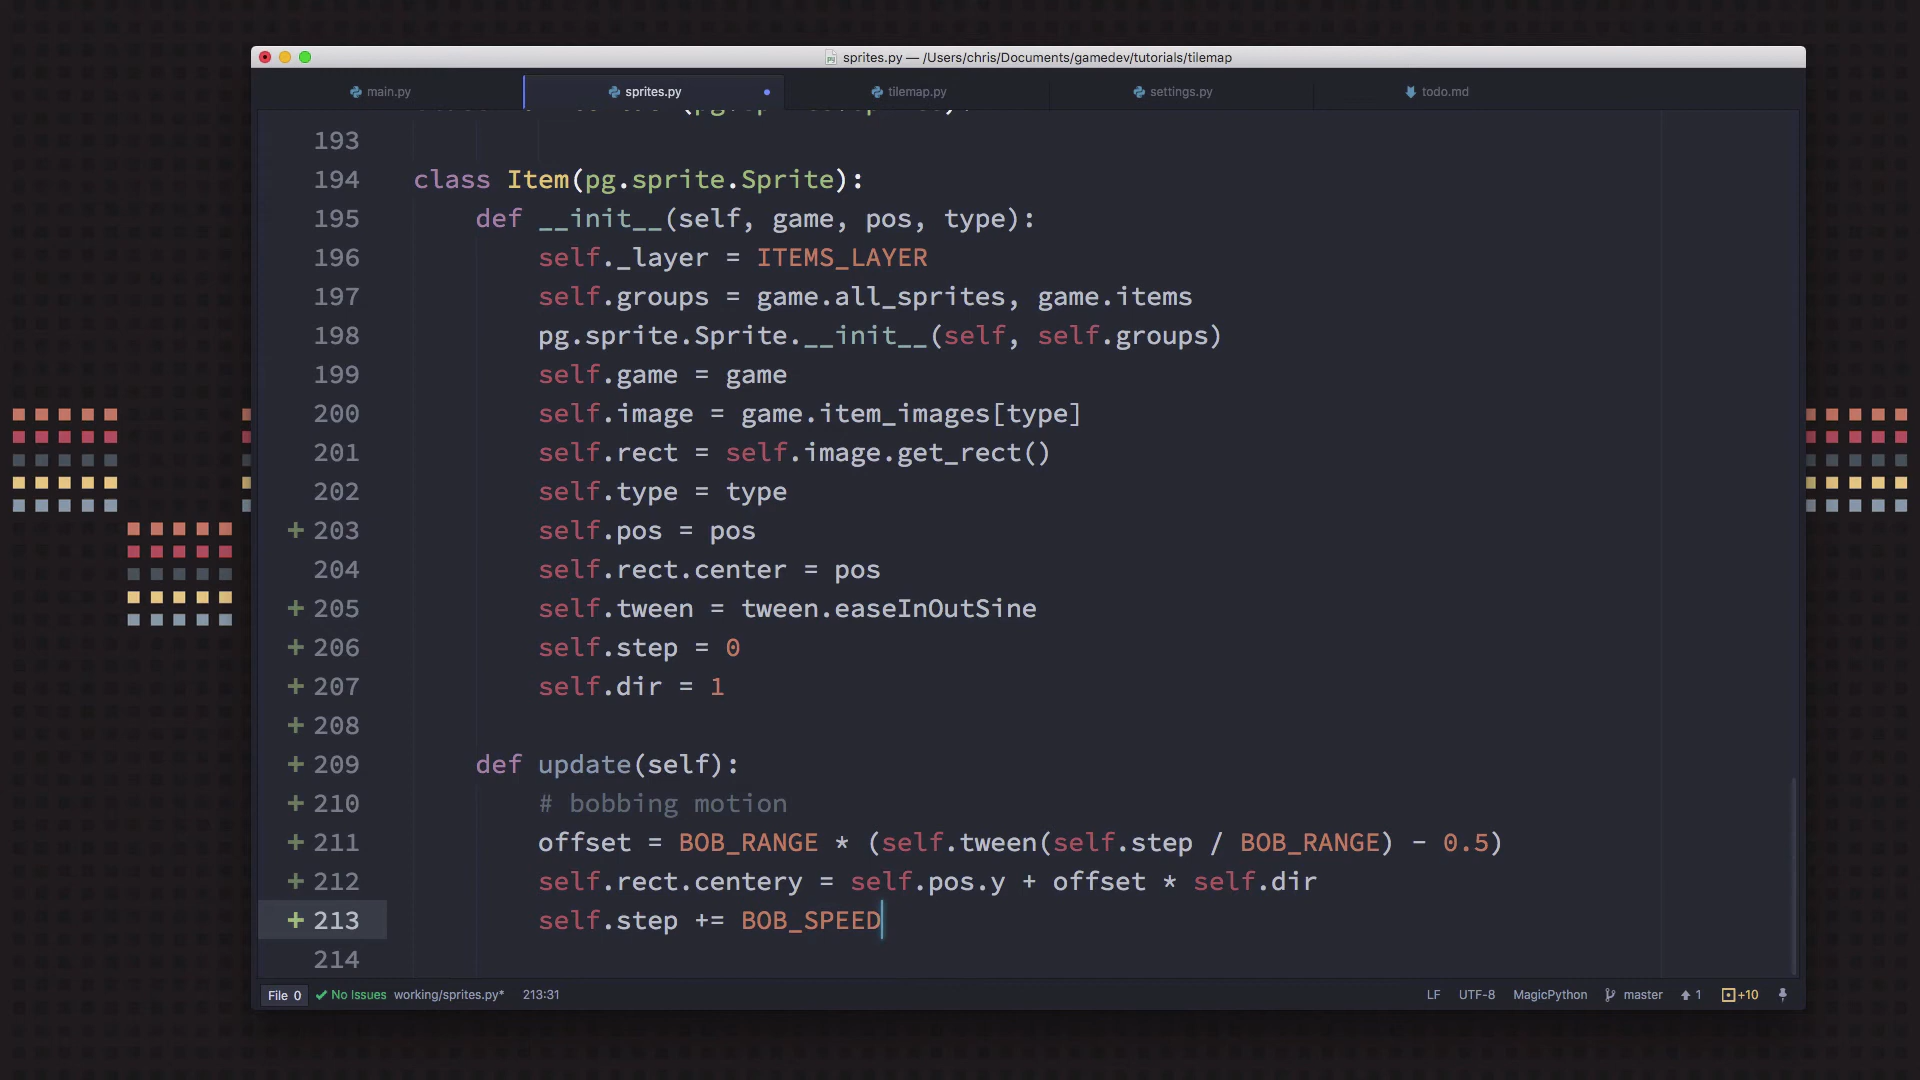 sprites.py — /Users/chris/Documents/gamedev/tutorials/tilemap
main.py sprites.py tilemap.py settings.py todo.md
193
194 class Item(pg.sprite.Sprite):
195 def __init__(self, game, pos, type):
196 self._layer = ITEMS_LAYER
197 self.groups = game.all_sprites, game.items
198 pg.sprite.Sprite.__init__(self, self.groups)
199 self.game = game
200 self.image = game.item_images[type]
201 self.rect = self.image.get_rect()
202 self.type = type
+ 203 self.pos = pos
204 self.rect.center = pos
+ 205 self.tween = tween.easeInOutSine
+ 206 self.step = 0
+ 207 self.dir = 1
+ 208
+ 209 def update(self):
+ 210 # bobbing motion
+ 211 offset = BOB_RANGE * (self.tween(self.step / BOB_RANGE) - 0.5)
+ 212 self.rect.centery = self.pos.y + offset * self.dir
+ 213 self.step += BOB_SPEED
214
File 0 No Issues working/sprites.py* 213:31 LF UTF-8 MagicPython master 1 +10